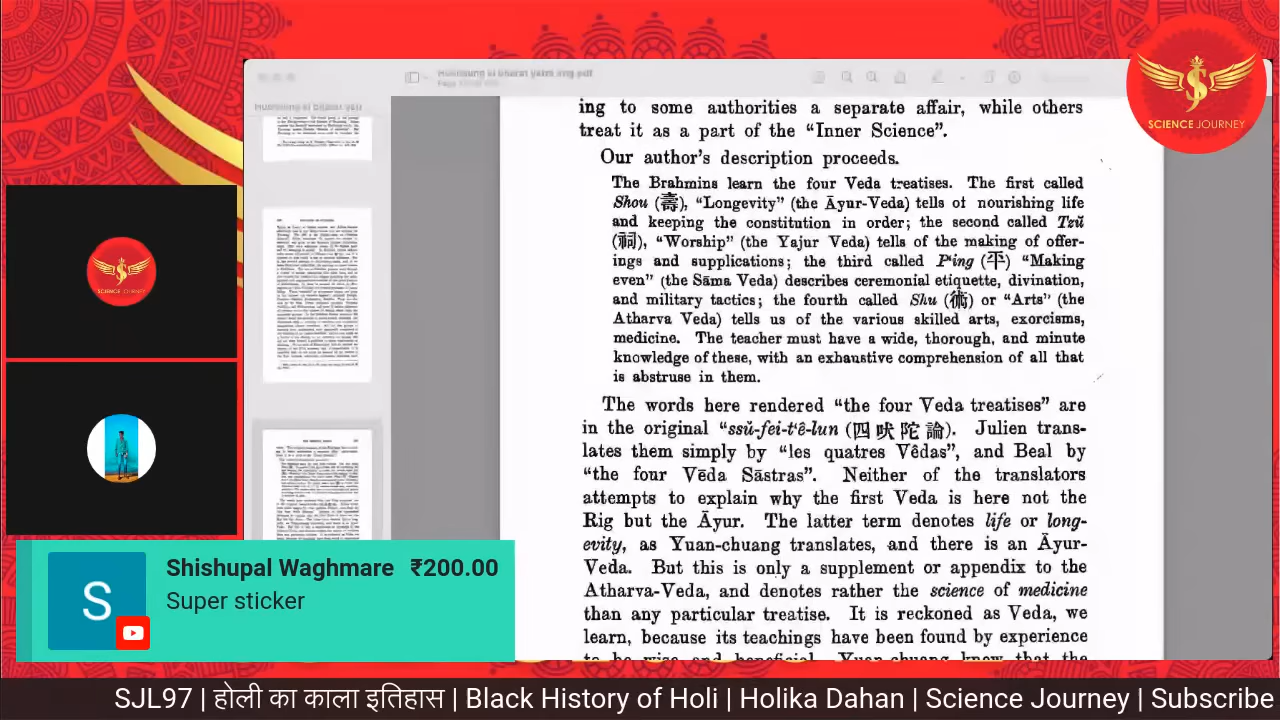 SCIENCE JOURNEY
ing to some authorities a separate affair, while others
treat it as a part of the “Inner Science”.
Our author's description proceeds.
The Brahmins learn the four Veda treatises. The first called
Shou (壽), “Longevity” (the Āyur-Veda) tells of nourishing life
and keeping the constitution in order; the second called Tzŭ
(祠), “Worship” (the Yajur Veda) tells of the making of offer-
ings and supplications; the third called P'ing (平) “Making
even” (the Sama Veda) describes ceremonial etiquette, divination,
and military tactics; the fourth called Shu (術) or “Arts” (the
Atharva Veda) tells of the various skilled arts, exorcisms,
medicine. The teacher must have a wide, thorough, and minute
knowledge of these, with an exhaustive comprehension of all that
is abstruse in them.
The words here rendered “the four Veda treatises” are
in the original “ssŭ-fei-t'ê-lun (四吠陀論). Julien trans-
lates them simply by “les quatres Vêdas”, and Beal by
“the four Vêda Sastras”. Neither of the translators
attempts to explain why the first Veda is here not the
Rig but the Āyur. This latter term denotes life or long-
evity, as Yuan-chuang translates, and there is an Āyur-
Veda. But this is only a supplement or appendix to the
Atharva-Veda, and denotes rather the science of medicine
than any particular treatise. It is reckoned as Veda, we
learn, because its teachings have been found by experience
to be wise and beneficial. Yuan-chuang knew that the
SCIENCE JOURNEY
S
Shishupal Waghmare ₹200.00
Super sticker
SJL97 | होली का काला इतिहास | Black History of Holi | Holika Dahan | Science Journey | Subscribe